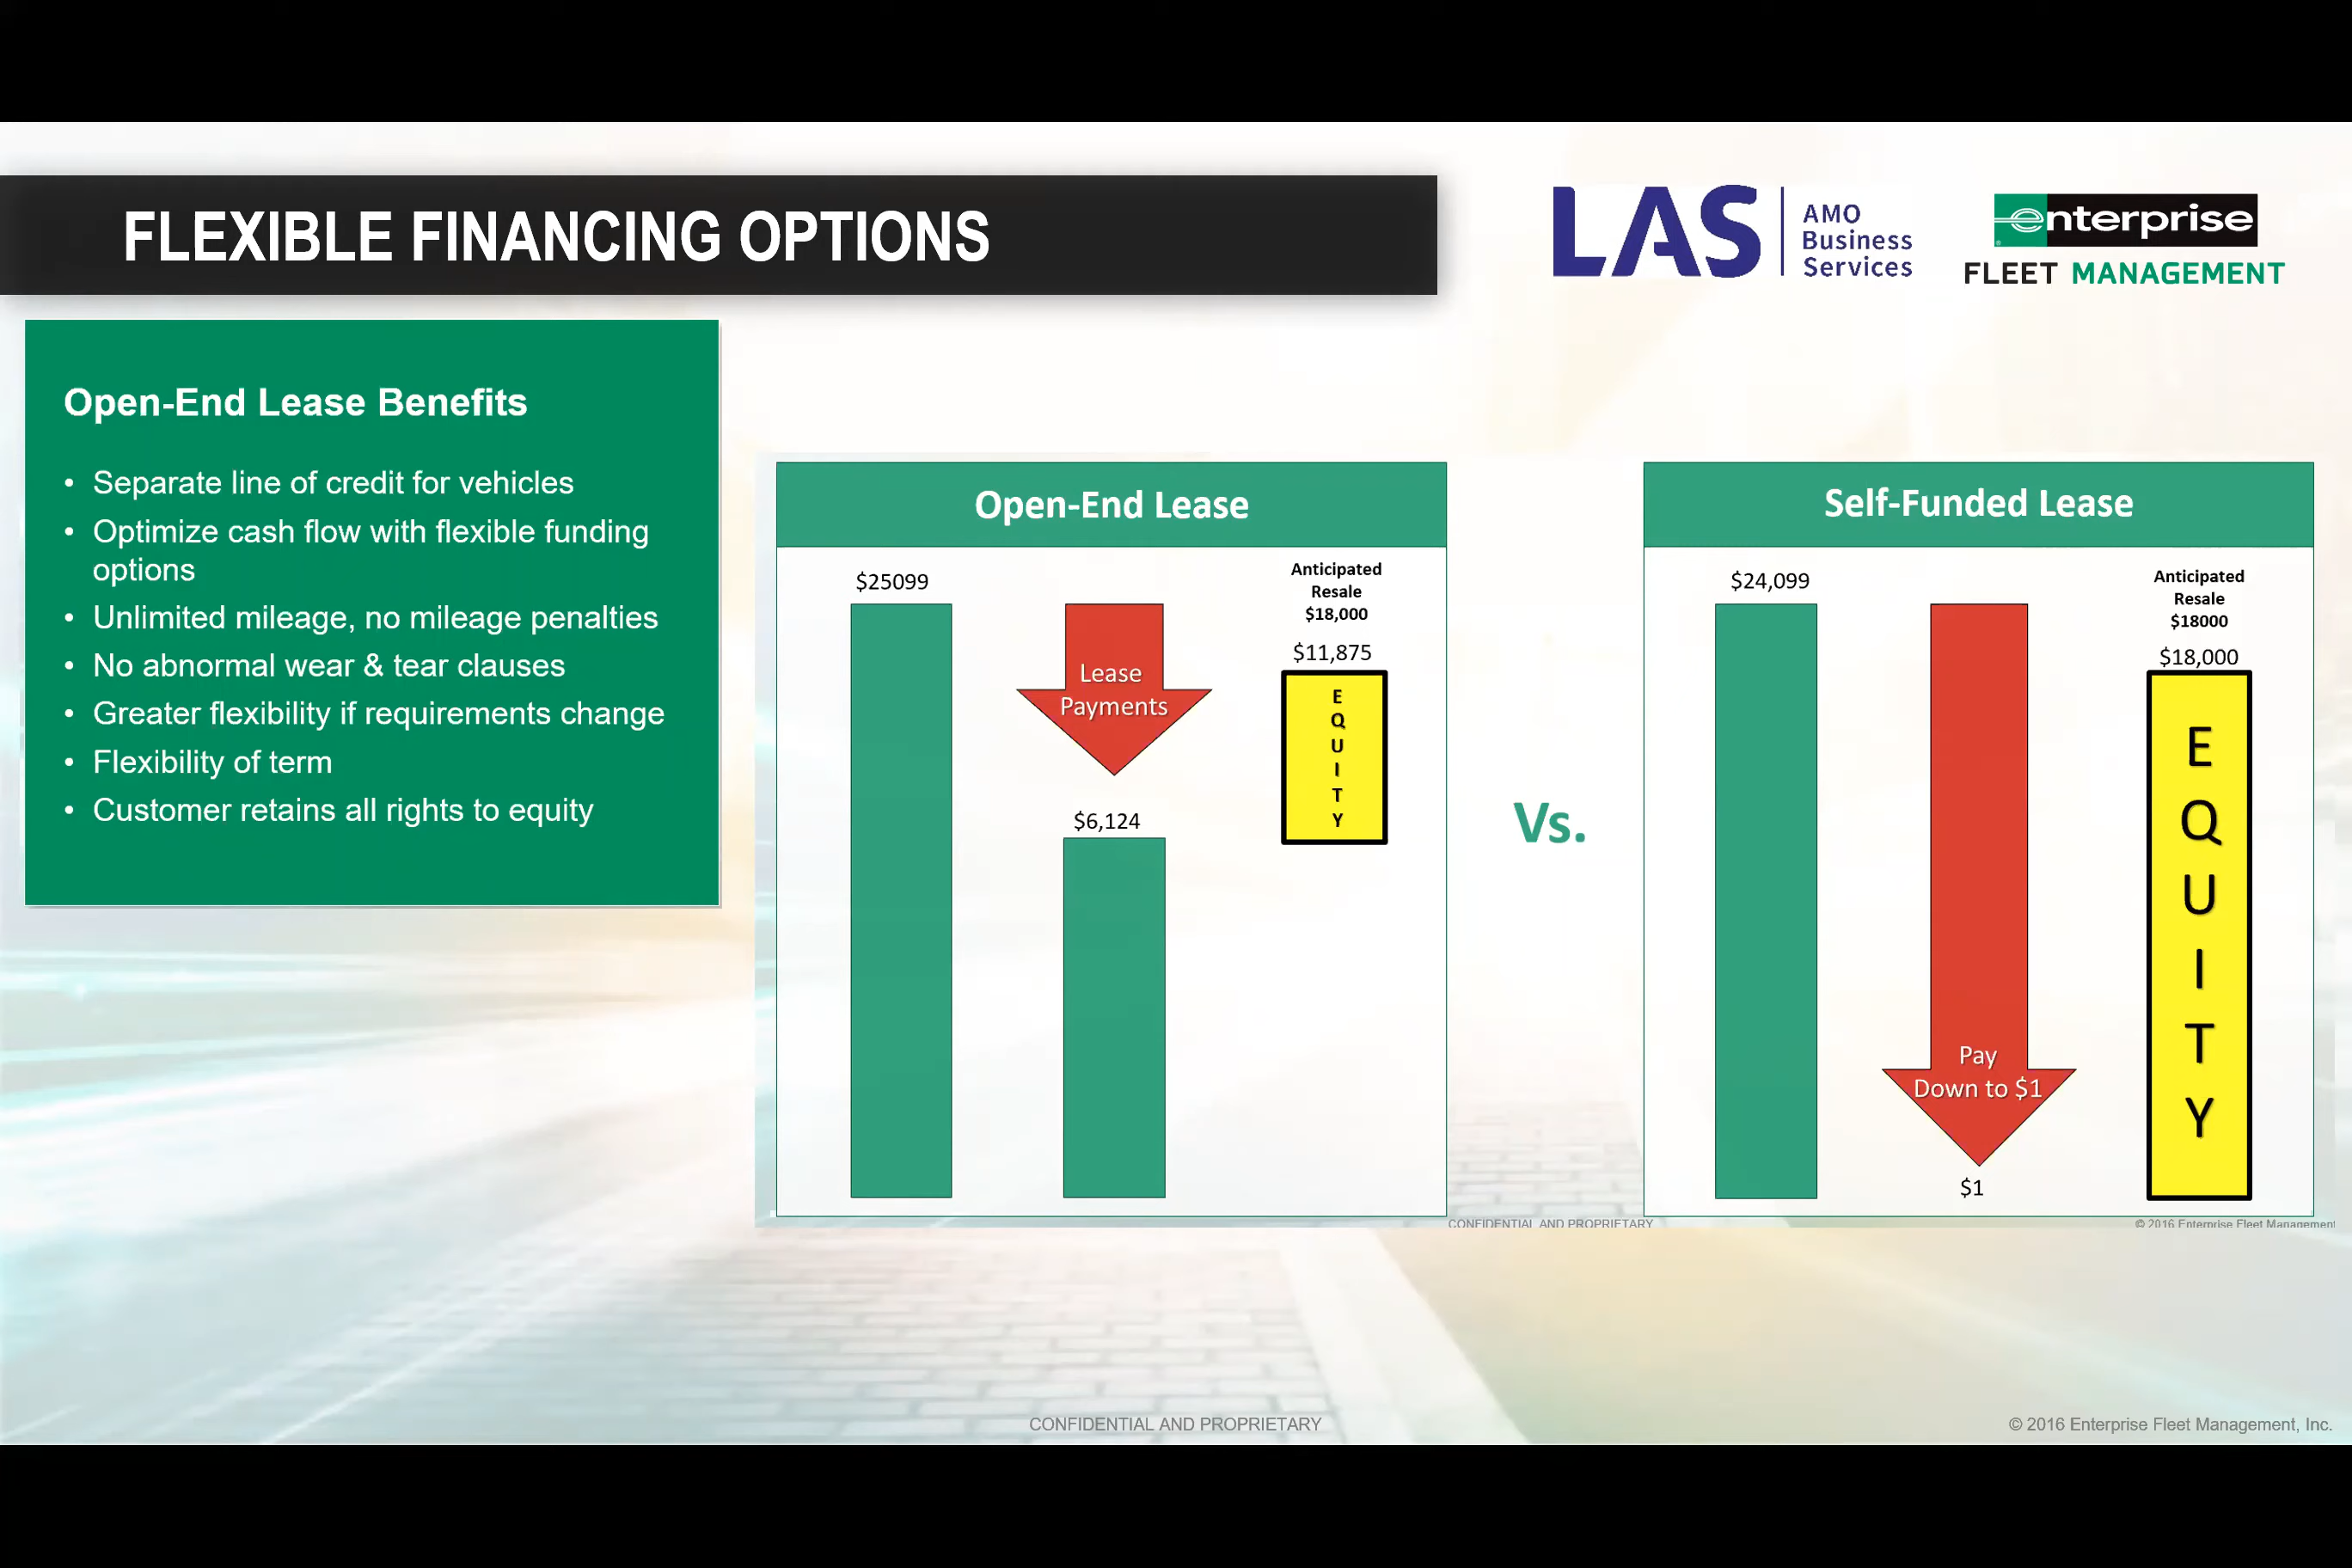 FLEXIBLE FINANCING OPTIONS
LAS
AMO
Business
Services
enterprise
FLEET MANAGEMENT
Open-End Lease Benefits
• Separate line of credit for vehicles
• Optimize cash flow with flexible funding
options
• Unlimited mileage, no mileage penalties
• No abnormal wear & tear clauses
• Greater flexibility if requirements change
• Flexibility of term
• Customer retains all rights to equity
Open-End Lease
$25099
Lease
Payments
$6,124
Anticipated
Resale
$18,000
$11,875
E
Q
U
I
T
Y
Vs.
Self-Funded Lease
$24,099
Pay
Down to $1
$1
Anticipated
Resale
$18000
$18,000
E
Q
U
I
T
Y
CONFIDENTIAL AND PROPRIETARY
© 2016 Enterprise Fleet Management
CONFIDENTIAL AND PROPRIETARY
© 2016 Enterprise Fleet Management, Inc.